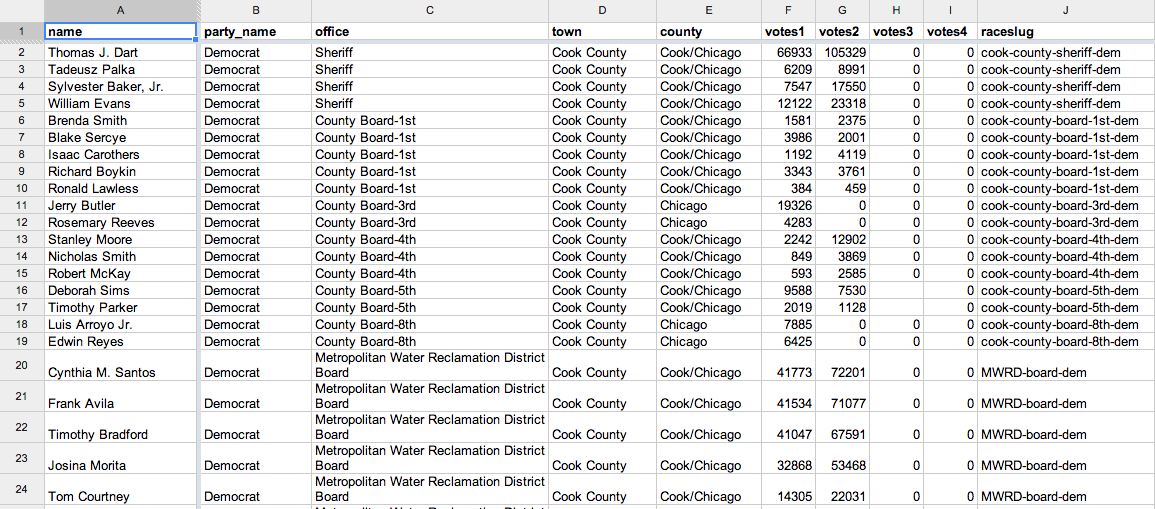 A B C D E F G H I J
1 name party_name office town county votes1 votes2 votes3 votes4 raceslug
2 Thomas J. Dart Democrat Sheriff Cook County Cook/Chicago 66933 105329 0 0 cook-county-sheriff-dem
3 Tadeusz Palka Democrat Sheriff Cook County Cook/Chicago 6209 8991 0 0 cook-county-sheriff-dem
4 Sylvester Baker, Jr. Democrat Sheriff Cook County Cook/Chicago 7547 17550 0 0 cook-county-sheriff-dem
5 William Evans Democrat Sheriff Cook County Cook/Chicago 12122 23318 0 0 cook-county-sheriff-dem
6 Brenda Smith Democrat County Board-1st Cook County Cook/Chicago 1581 2375 0 0 cook-county-board-1st-dem
7 Blake Sercye Democrat County Board-1st Cook County Cook/Chicago 3986 2001 0 0 cook-county-board-1st-dem
8 Isaac Carothers Democrat County Board-1st Cook County Cook/Chicago 1192 4119 0 0 cook-county-board-1st-dem
9 Richard Boykin Democrat County Board-1st Cook County Cook/Chicago 3343 3761 0 0 cook-county-board-1st-dem
10 Ronald Lawless Democrat County Board-1st Cook County Cook/Chicago 384 459 0 0 cook-county-board-1st-dem
11 Jerry Butler Democrat County Board-3rd Cook County Chicago 19326 0 0 0 cook-county-board-3rd-dem
12 Rosemary Reeves Democrat County Board-3rd Cook County Chicago 4283 0 0 0 cook-county-board-3rd-dem
13 Stanley Moore Democrat County Board-4th Cook County Cook/Chicago 2242 12902 0 0 cook-county-board-4th-dem
14 Nicholas Smith Democrat County Board-4th Cook County Cook/Chicago 849 3869 0 0 cook-county-board-4th-dem
15 Robert McKay Democrat County Board-4th Cook County Cook/Chicago 593 2585 0 0 cook-county-board-4th-dem
16 Deborah Sims Democrat County Board-5th Cook County Cook/Chicago 9588 7530 0 cook-county-board-5th-dem
17 Timothy Parker Democrat County Board-5th Cook County Cook/Chicago 2019 1128 0 cook-county-board-5th-dem
18 Luis Arroyo Jr. Democrat County Board-8th Cook County Chicago 7885 0 0 0 cook-county-board-8th-dem
19 Edwin Reyes Democrat County Board-8th Cook County Chicago 6425 0 0 0 cook-county-board-8th-dem
Metropolitan Water Reclamation District
20 Cynthia M. Santos Democrat Board Cook County Cook/Chicago 41773 72201 0 0 MWRD-board-dem
Metropolitan Water Reclamation District
21 Frank Avila Democrat Board Cook County Cook/Chicago 41534 71077 0 0 MWRD-board-dem
Metropolitan Water Reclamation District
22 Timothy Bradford Democrat Board Cook County Cook/Chicago 41047 67591 0 0 MWRD-board-dem
Metropolitan Water Reclamation District
23 Josina Morita Democrat Board Cook County Cook/Chicago 32868 53468 0 0 MWRD-board-dem
Metropolitan Water Reclamation District
24 Tom Courtney Democrat Board Cook County Cook/Chicago 14305 22031 0 0 MWRD-board-dem